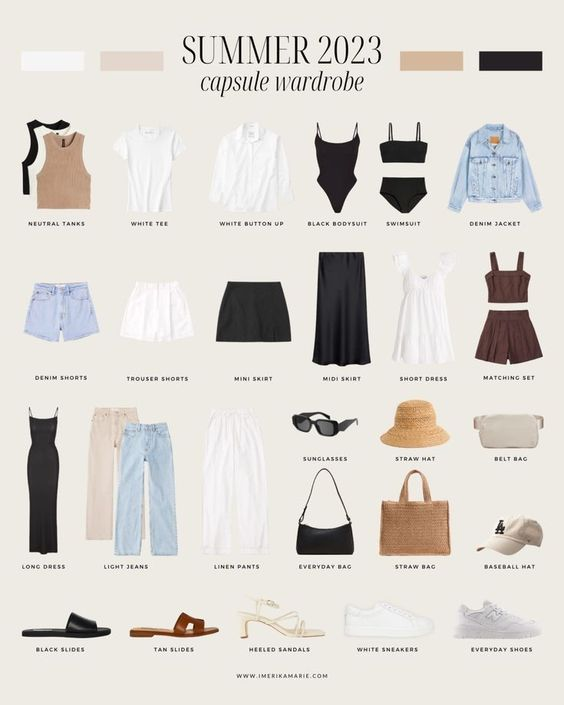 SUMMER 2023
capsule wardrobe
NEUTRAL TANKS
WHITE TEE
WHITE BUTTON UP
BLACK BODYSUIT
SWIMSUIT
DENIM JACKET
DENIM SHORTS
TROUSER SHORTS
MINI SKIRT
MIDI SKIRT
SHORT DRESS
MATCHING SET
SUNGLASSES
STRAW HAT
BELT BAG
LA
LONG DRESS
LIGHT JEANS
LINEN PANTS
EVERYDAY BAG
STRAW BAG
BASEBALL HAT
N
BLACK SLIDES
TAN SLIDES
HEELED SANDALS
WHITE SNEAKERS
EVERYDAY SHOES
WWW.IMERIKAMARIE.COM